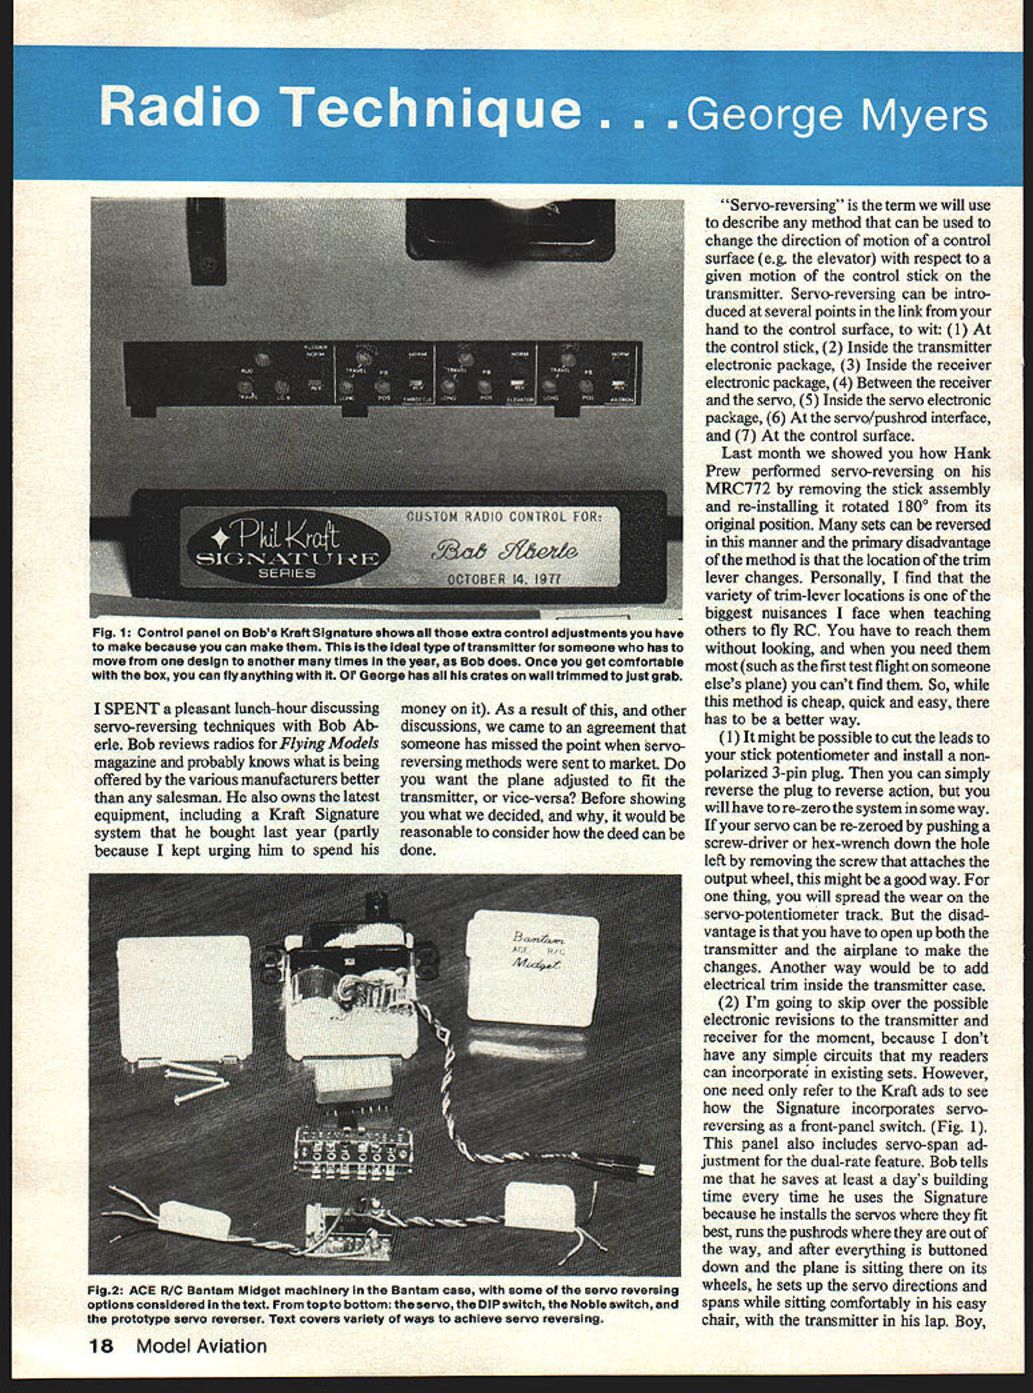 Radio Technique . . . George Myers
RUDDER
NORM
NORM
NORM
NORM
AUG
TRAVEL
TRAVEL
TRAVEL
PB
PB
PB
REV
LONG
POS
THROTTLE
LONG
POS
ELEVATOR
LONG
POS
AILERON
Phil Kraft
SIGNATURE
SERIES
CUSTOM RADIO CONTROL FOR:
Bob Aberle
OCTOBER 14, 1977
Fig. 1: Control panel on Bob's Kraft Signature shows all those extra control adjustments you have
to make because you can make them. This is the ideal type of transmitter for someone who has to
move from one design to another many times in the year, as Bob does. Once you get comfortable
with the box, you can fly anything with it. Ol' George has all his crates on wall trimmed to just grab.
I SPENT a pleasant lunch-hour discussing
servo-reversing techniques with Bob Ab-
erle. Bob reviews radios for Flying Models
magazine and probably knows what is being
offered by the various manufacturers better
than any salesman. He also owns the latest
equipment, including a Kraft Signature
system that he bought last year (partly
because I kept urging him to spend his
money on it). As a result of this, and other
discussions, we came to an agreement that
someone has missed the point when servo-
reversing methods were sent to market. Do
you want the plane adjusted to fit the
transmitter, or vice-versa? Before showing
you what we decided, and why, it would be
reasonable to consider how the deed can be
done.
Bantam
ACE R/C
Midget
Fig.2: ACE R/C Bantam Midget machinery in the Bantam case, with some of the servo reversing
options considered in the text. From top to bottom: the servo, the DIP switch, the Noble switch, and
the prototype servo reverser. Text covers variety of ways to achieve servo reversing.
"Servo-reversing" is the term we will use
to describe any method that can be used to
change the direction of motion of a control
surface (e.g. the elevator) with respect to a
given motion of the control stick on the
transmitter. Servo-reversing can be intro-
duced at several points in the link from your
hand to the control surface, to wit: (1) At
the control stick, (2) Inside the transmitter
electronic package, (3) Inside the receiver
electronic package, (4) Between the receiver
and the servo, (5) Inside the servo electronic
package, (6) At the servo/pushrod interface,
and (7) At the control surface.
Last month we showed you how Hank
Prew performed servo-reversing on his
MRC772 by removing the stick assembly
and re-installing it rotated 180° from its
original position. Many sets can be reversed
in this manner and the primary disadvantage
of the method is that the location of the trim
lever changes. Personally, I find that the
variety of trim-lever locations is one of the
biggest nuisances I face when teaching
others to fly RC. You have to reach them
without looking, and when you need them
most (such as the first test flight on someone
else's plane) you can't find them. So, while
this method is cheap, quick and easy, there
has to be a better way.
(1) It might be possible to cut the leads to
your stick potentiometer and install a non-
polarized 3-pin plug. Then you can simply
reverse the plug to reverse action, but you
will have to re-zero the system in some way.
If your servo can be re-zeroed by pushing a
screw-driver or hex-wrench down the hole
left by removing the screw that attaches the
output wheel, this might be a good way. For
one thing, you will spread the wear on the
servo-potentiometer track. But the disad-
vantage is that you have to open up both the
transmitter and the airplane to make the
changes. Another way would be to add
electrical trim inside the transmitter case.
(2) I'm going to skip over the possible
electronic revisions to the transmitter and
receiver for the moment, because I don't
have any simple circuits that my readers
can incorporate in existing sets. However,
one need only refer to the Kraft ads to see
how the Signature incorporates servo-
reversing as a front-panel switch. (Fig. 1).
This panel also includes servo-span ad-
justment for the dual-rate feature. Bob tells
me that he saves at least a day's building
time every time he uses the Signature
because he installs the servos where they fit
best, runs the pushrods where they are out of
the way, and after everything is buttoned
down and the plane is sitting there on its
wheels, he sets up the servo directions and
spans while sitting comfortably in his easy
chair, with the transmitter in his lap. Boy,
18 Model Aviation